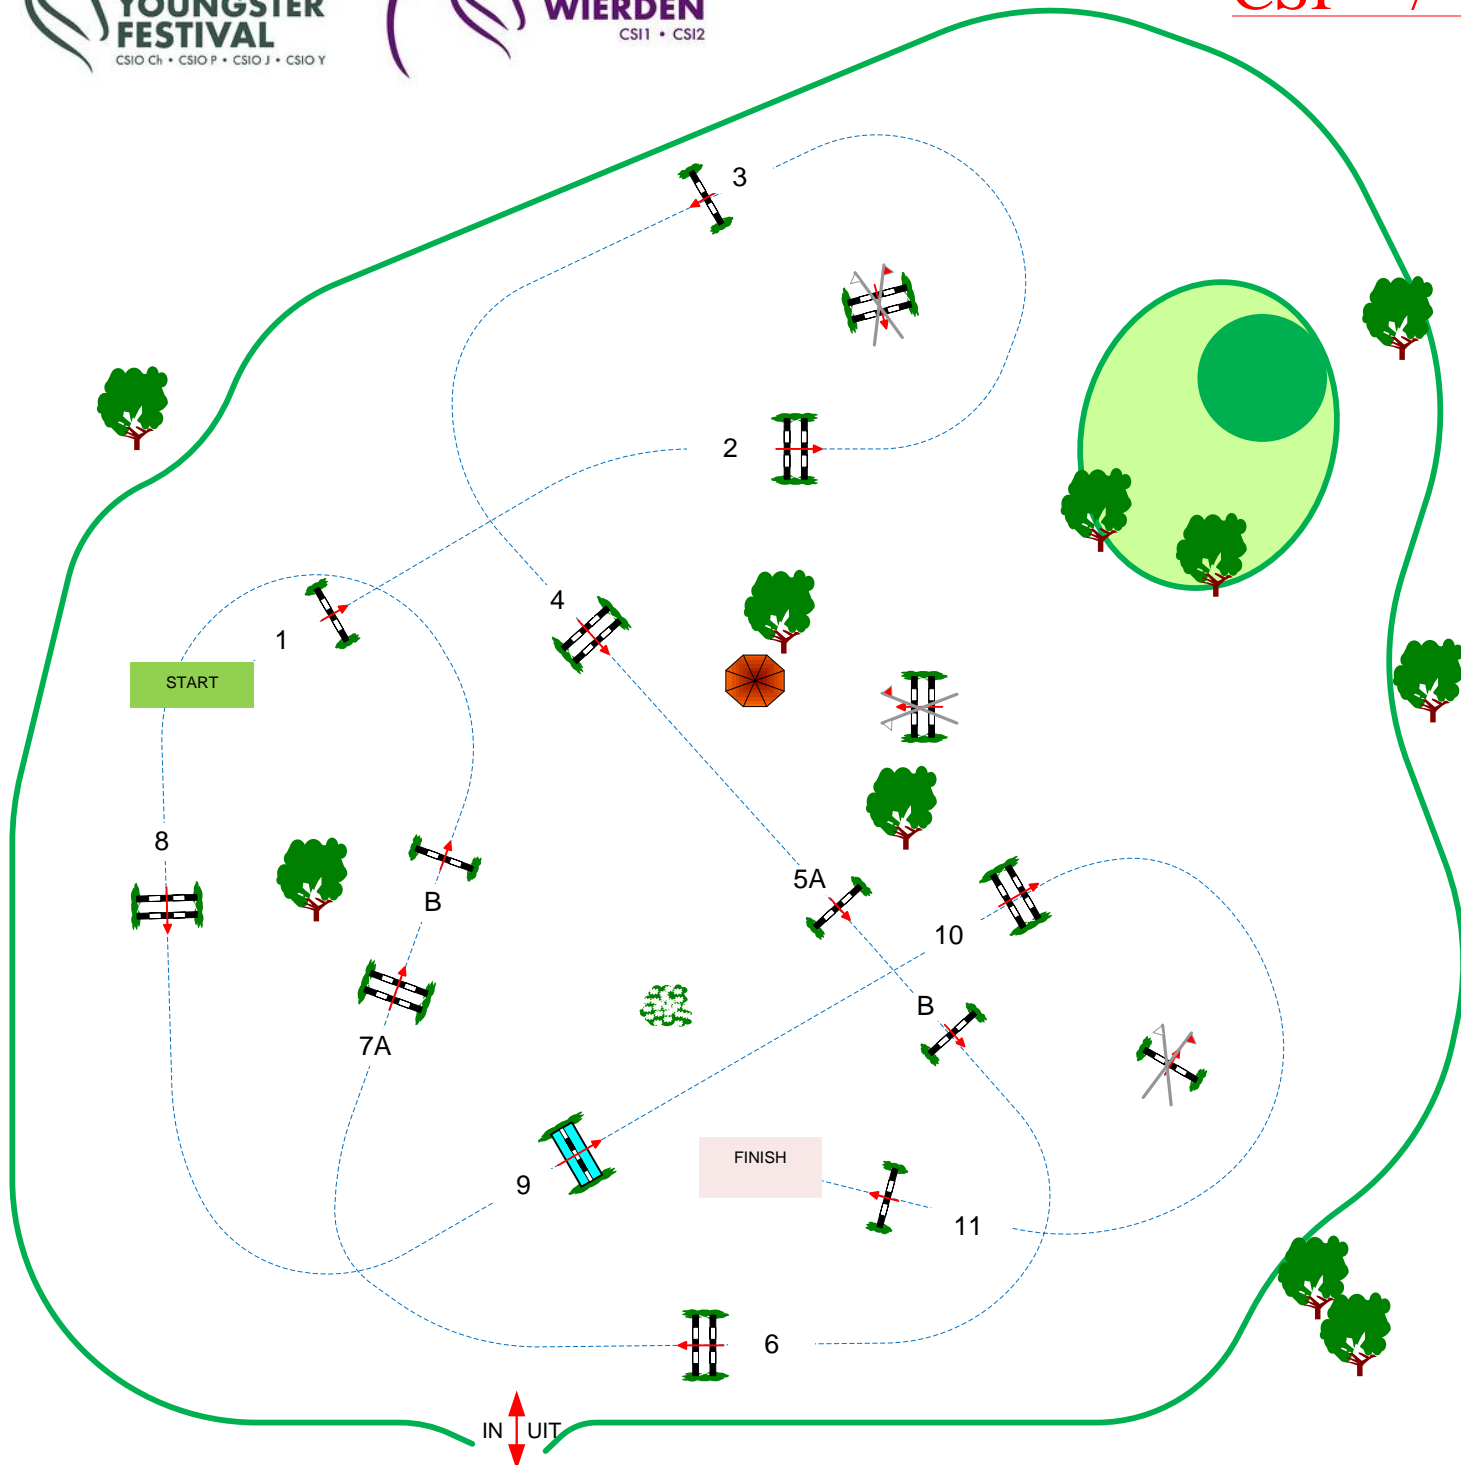 YOUNGSTER
FESTIVAL
CSIO Ch • CSIO P • CSIO J • CSIO Y
WIERDEN
CSI1 • CSI2
3
2
4
1
START
8
5A
B
10
B
7A
9
FINISH
11
6
IN UIT